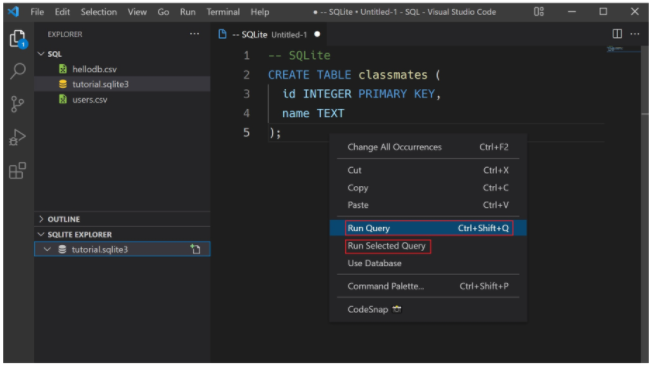 File Edit Selection View Go Run Terminal Help
● -- SQLite • Untitled-1 - SQL - Visual Studio Code
EXPLORER
-- SQLite Untitled-1 ●
SQL
hellodb.csv
tutorial.sqlite3
users.csv
1 -- SQLite
2 CREATE TABLE classmates (
3 id INTEGER PRIMARY KEY,
4 name TEXT
5 );
Change All Occurrences Ctrl+F2
Cut Ctrl+X
Copy Ctrl+C
Paste Ctrl+V
Run Query Ctrl+Shift+Q
Run Selected Query
Use Database
Command Palette... Ctrl+Shift+P
CodeSnap
OUTLINE
SQLITE EXPLORER
tutorial.sqlite3
1